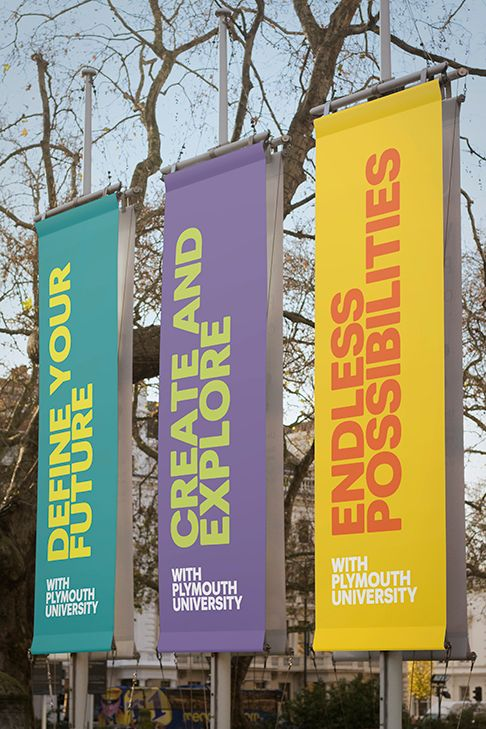 DEFINE YOUR
FUTURE
WITH
PLYMOUTH
UNIVERSITY
CREATE AND
EXPLORE
WITH
PLYMOUTH
UNIVERSITY
ENDLESS
POSSIBILITIES
WITH
PLYMOUTH
UNIVERSITY